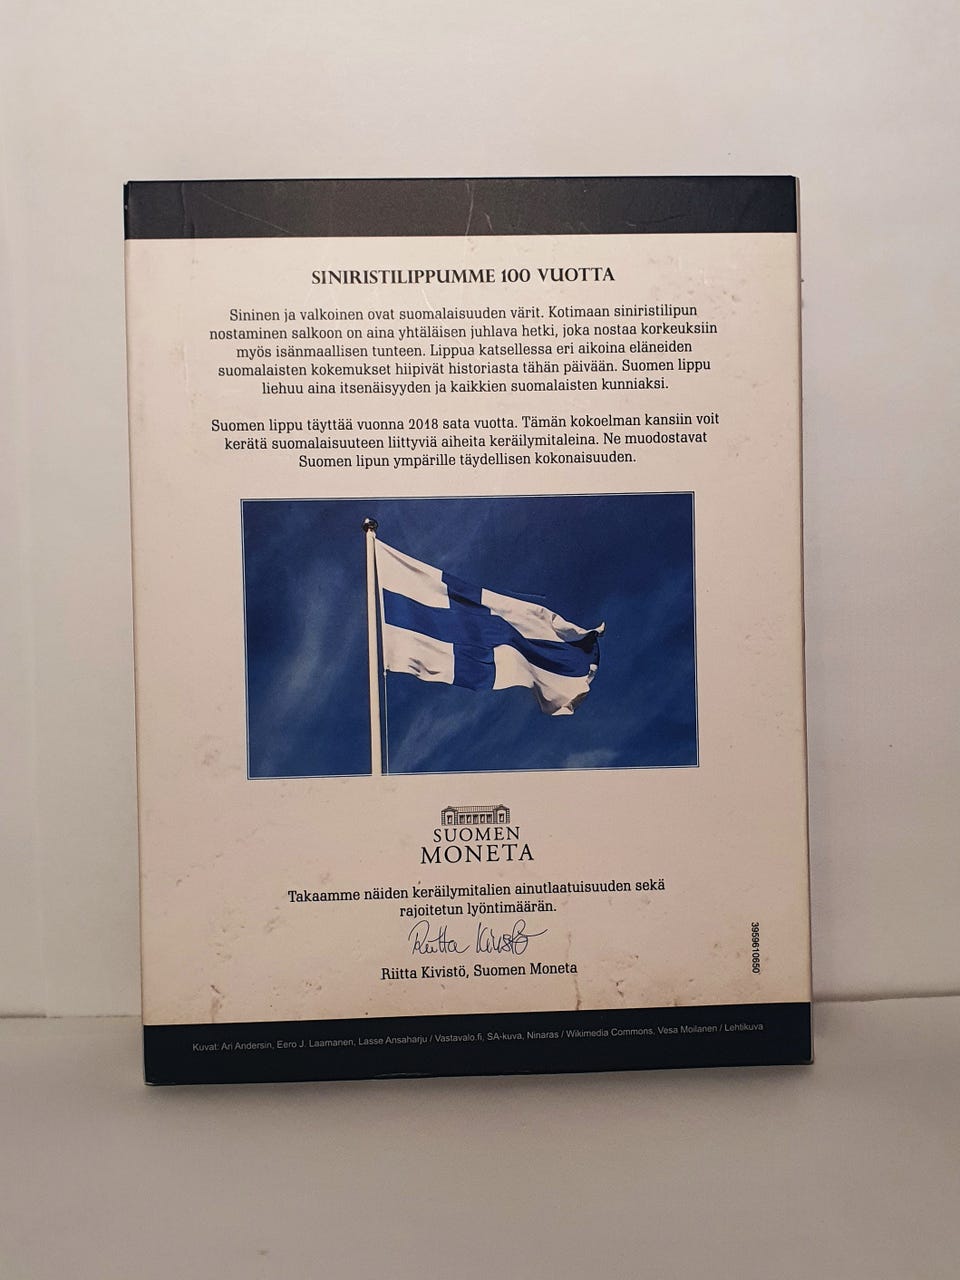 SINIRISTILIPPUMME 100 VUOTTA
Sininen ja valkoinen ovat suomalaisuuden värit. Kotimaan siniristilipun
nostaminen salkoon on aina yhtäläisen juhlava hetki, joka nostaa korkeuksiin
myös isänmaallisen tunteen. Lippua katsellessa eri aikoina eläneiden
suomalaisten kokemukset hiipivät historiasta tähän päivään. Suomen lippu
liehuu aina itsenäisyyden ja kaikkien suomalaisten kunniaksi.
Suomen lippu täyttää vuonna 2018 sata vuotta. Tämän kokoelman kansiin voit
kerätä suomalaisuuteen liittyviä aiheita keräilymitaleina. Ne muodostavat
Suomen lipun ympärille täydellisen kokonaisuuden.
SUOMEN
MONETA
Takaamme näiden keräilymitalien ainutlaatuisuuden sekä
rajoitetun lyöntimäärän.
Riitta Kivistö
Riitta Kivistö, Suomen Moneta
3959610650
Kuvat: Ari Andersin, Eero J. Laamanen, Lasse Ansaharju / Vastavalo.fi, SA-kuva, Ninaras / Wikimedia Commons, Vesa Moilanen / Lehtikuva